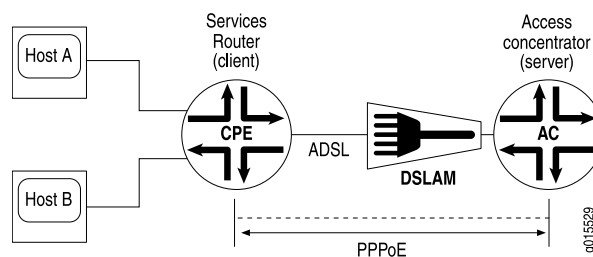 Services
Router
(client)
Access
concentrator
(server)
Host A
CPE
AC
ADSL
DSLAM
Host B
PPPoE
g015529